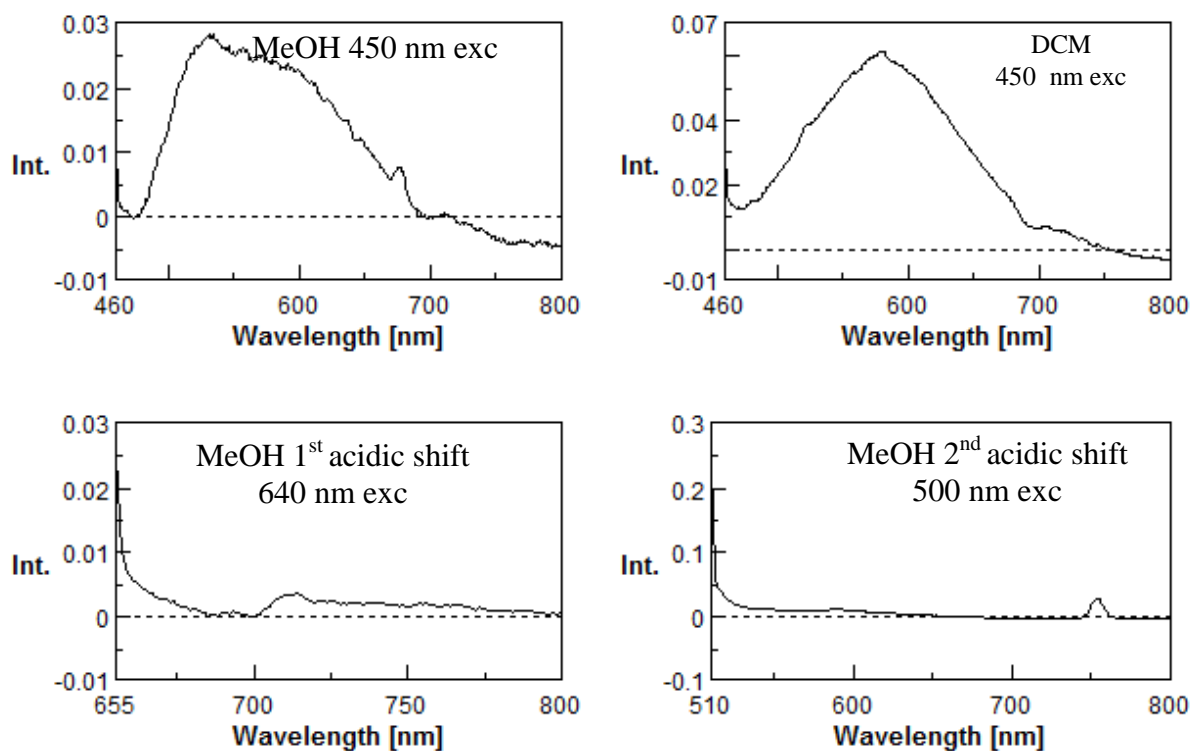 0.03
0.02
0.01
0
-0.01
Int.
MeOH 450 nm exc
460
600
700
800
Wavelength [nm]
0.07
0.04
0.02
-0.01
Int.
DCM
450 nm exc
460
600
700
800
Wavelength [nm]
0.03
0.02
0.01
0
-0.01
Int.
MeOH 1st acidic shift
640 nm exc
655
700
750
800
Wavelength [nm]
0.3
0.2
0.1
0
-0.1
Int.
MeOH 2nd acidic shift
500 nm exc
510
600
700
800
Wavelength [nm]